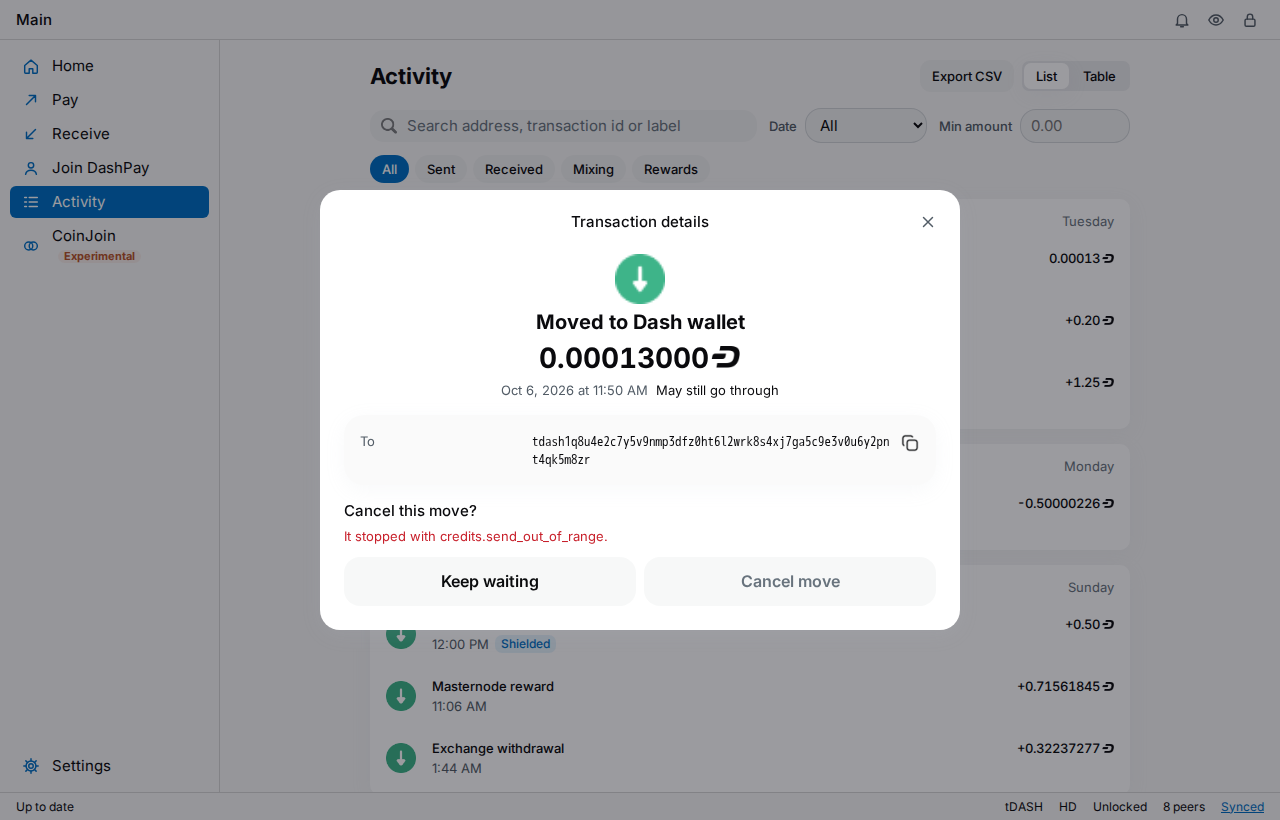 Main
Home
Pay
Receive
Join DashPay
Activity
CoinJoin
Experimental
Settings
Activity
Export CSV
List
Table
Search address, transaction id or label
Date
All
Min amount
0.00
All
Sent
Received
Mixing
Rewards
Tuesday
0.00013
+0.20
+1.25
Monday
-0.50000226
Sunday
+0.50
Transaction details
Moved to Dash wallet
0.00013000
Oct 6, 2026 at 11:50 AM May still go through
To
tdash1q8u4e2c7y5v9nmp3dfz0ht6l2wrk8s4xj7ga5c9e3v0u6y2pn
t4qk5m8zr
Cancel this move?
It stopped with credits.send_out_of_range.
Keep waiting
Cancel move
12:00 PM Shielded
Masternode reward
+0.71561845
11:06 AM
Exchange withdrawal
+0.32237277
1:44 AM
Up to date
tDASH
HD
Unlocked
8 peers
Synced